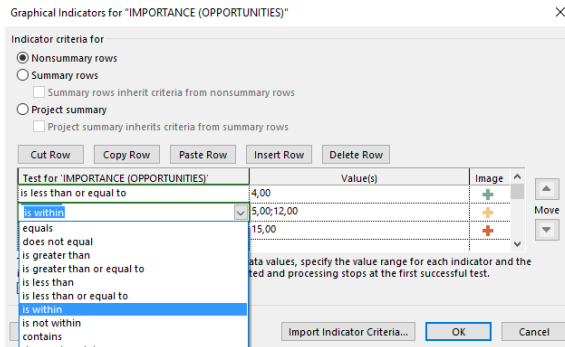 Graphical Indicators for "IMPORTANCE (OPPORTUNITIES)"
Indicator criteria for
Nonsummary rows
Summary rows
Summary rows inherit criteria from nonsummary rows
Project summary
Project summary inherits criteria from summary rows
Cut Row Copy Row Paste Row Insert Row Delete Row
Test for 'IMPORTANCE (OPPORTUNITIES)' Value(s) Image
is less than or equal to 4,00
is within 5,00;12,00 Move
equals 15,00
does not equal
is greater than
is greater than or equal to ata values, specify the value range for each indicator and the
is less than ted and processing stops at the first successful test.
is less than or equal to
is within
is not within
contains Import Indicator Criteria... OK Cancel